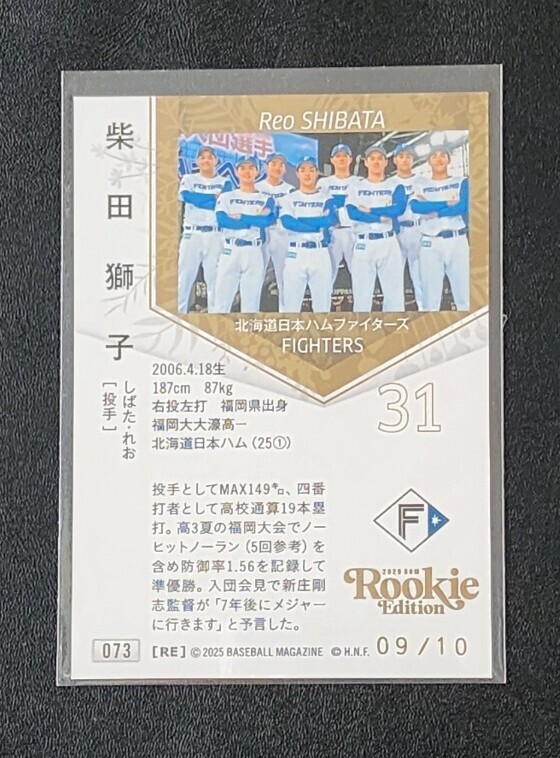 Reo SHIBATA
柴田 獅子
しばた・れお
［投手］
FIGHTERS
FIGHTERS
FIGHTERS
北海道日本ハムファイターズ
FIGHTERS
2006.4.18生
187cm 87kg
右投左打 福岡県出身
福岡大大濠高ー
北海道日本ハム（25①）
31
投手としてMAX149㌔、四番
打者として高校通算19本塁
打。高3夏の福岡大会でノー
ヒットノーラン（5回参考）を
含め防御率1.56を記録して
準優勝。入団会見で新庄剛
志監督が「7年後にメジャー
に行きます」と予言した。
F
2025 BBM
Rookie
Edition
073
［RE］ © 2025 BASEBALL MAGAZINE © H.N.F.
09/10